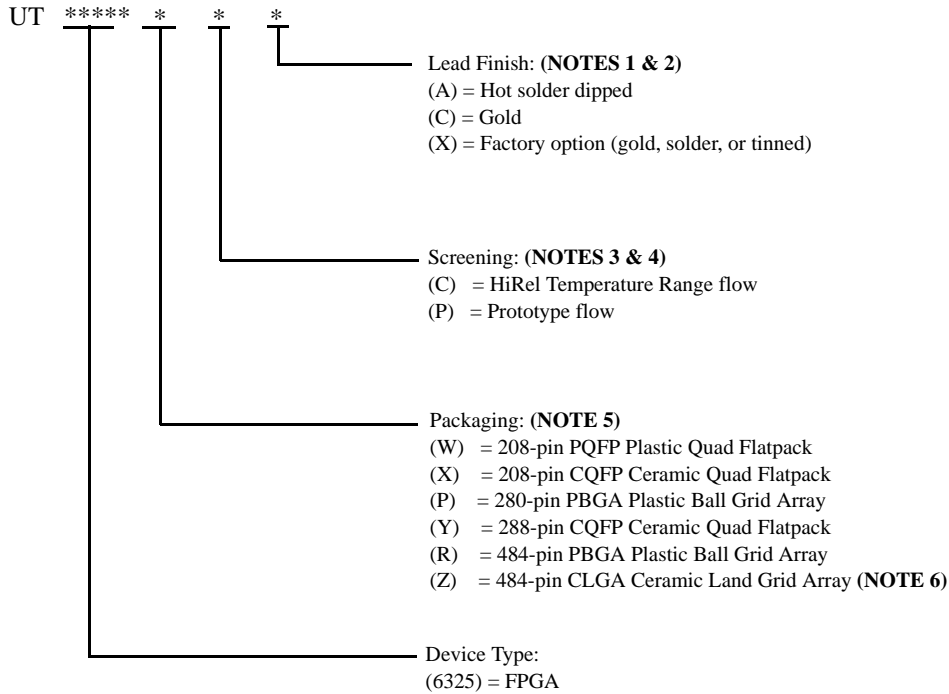 UT ***** * * *
Lead Finish: (NOTES 1 & 2)
(A) = Hot solder dipped
(C) = Gold
(X) = Factory option (gold, solder, or tinned)
Screening: (NOTES 3 & 4)
(C) = HiRel Temperature Range flow
(P) = Prototype flow
Packaging: (NOTE 5)
(W) = 208-pin PQFP Plastic Quad Flatpack
(X) = 208-pin CQFP Ceramic Quad Flatpack
(P) = 280-pin PBGA Plastic Ball Grid Array
(Y) = 288-pin CQFP Ceramic Quad Flatpack
(R) = 484-pin PBGA Plastic Ball Grid Array
(Z) = 484-pin CLGA Ceramic Land Grid Array (NOTE 6)
Device Type:
(6325) = FPGA